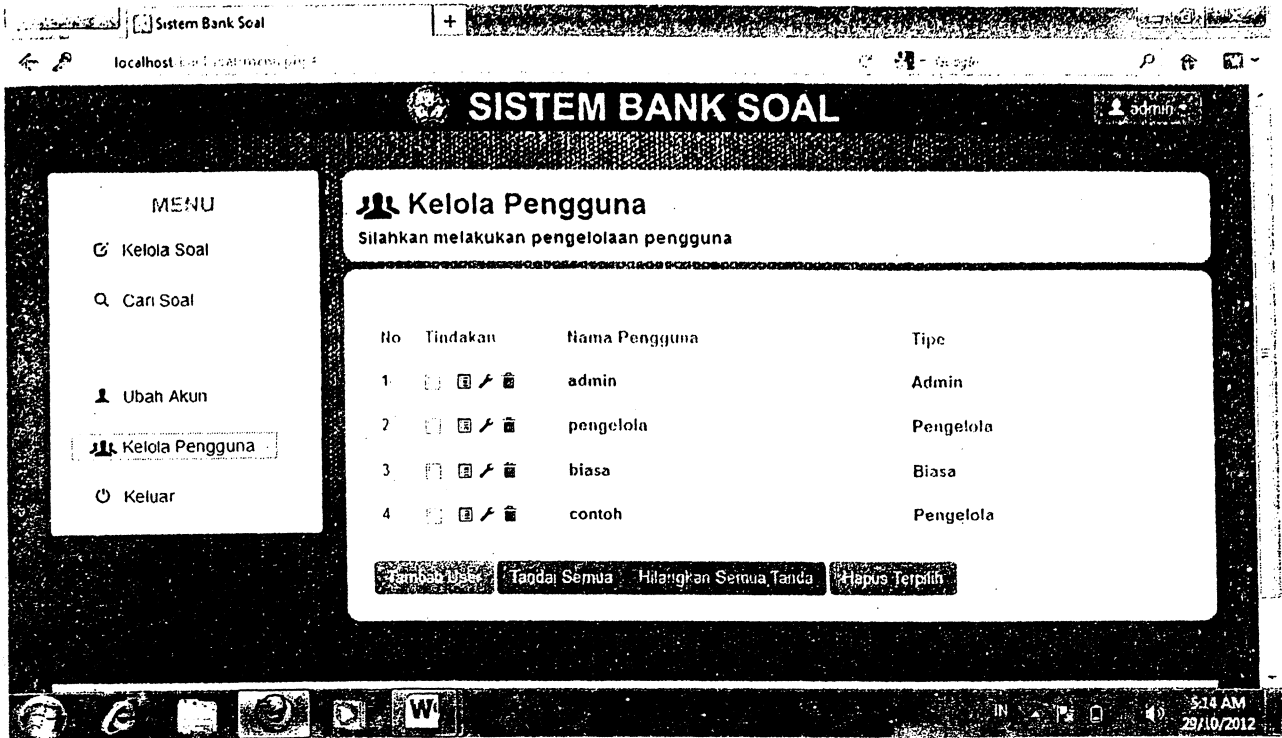 Sistem Bank Soal +
localhost
Google
SISTEM BANK SOAL
admin
MENU
Kelola Soal
Cari Soal
Ubah Akun
Kelola Pengguna
Keluar
Kelola Pengguna
Silahkan melakukan pengelolaan pengguna
No Tindakan Nama Pengguna Tipe
1 admin Admin
2 pengelola Pengelola
3 biasa Biasa
4 contoh Pengelola
Tambah User Tandai Semua Hilangkan Semua Tanda Hapus Terpilih
IN
5:14 AM
29/10/2012